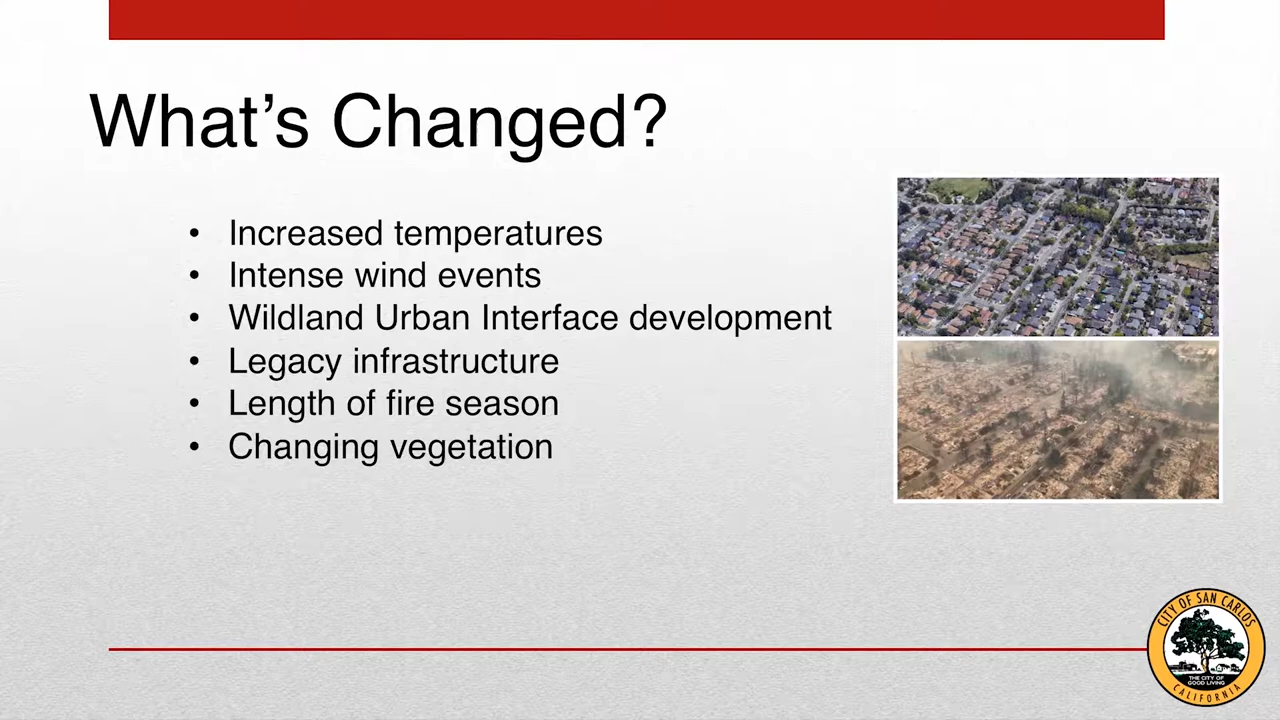 What’s Changed?
• Increased temperatures
• Intense wind events
• Wildland Urban Interface development
• Legacy infrastructure
• Length of fire season
• Changing vegetation
CITY OF SAN CARLOS
THE CITY OF
GOOD LIVING
CALIFORNIA